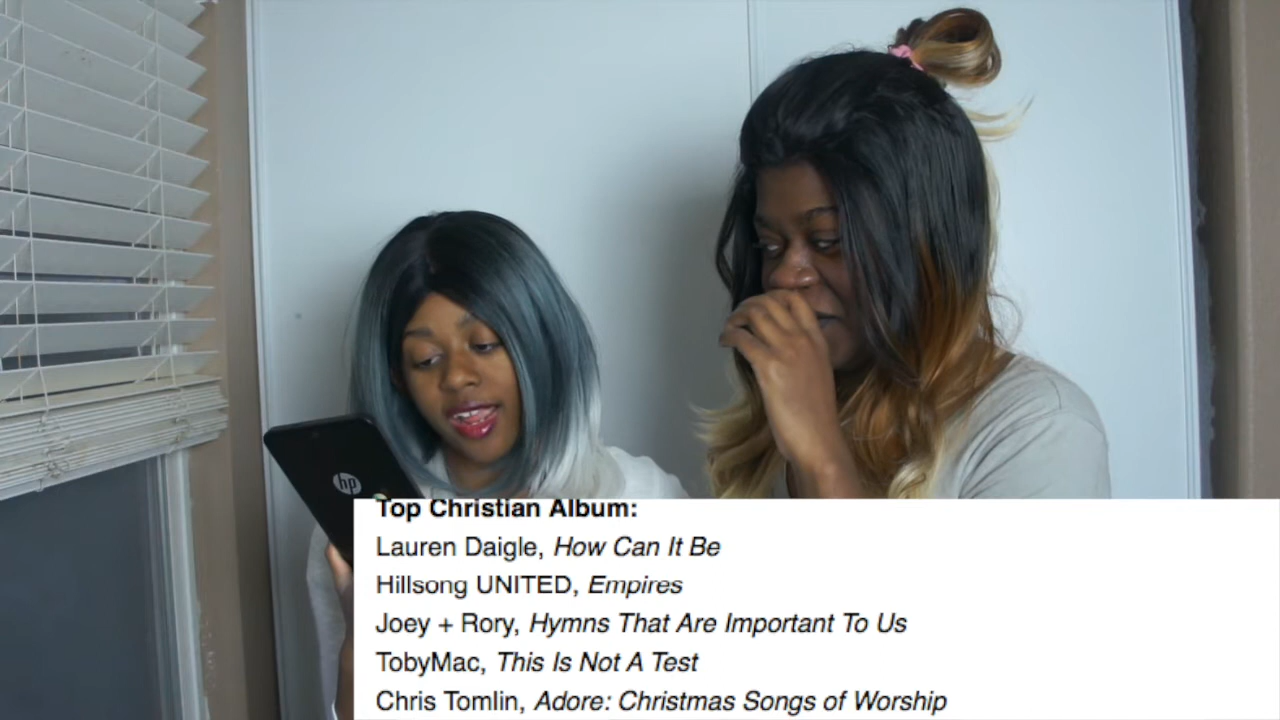 hp
Top Christian Album:
Lauren Daigle, How Can It Be
Hillsong UNITED, Empires
Joey + Rory, Hymns That Are Important To Us
TobyMac, This Is Not A Test
Chris Tomlin, Adore: Christmas Songs of Worship